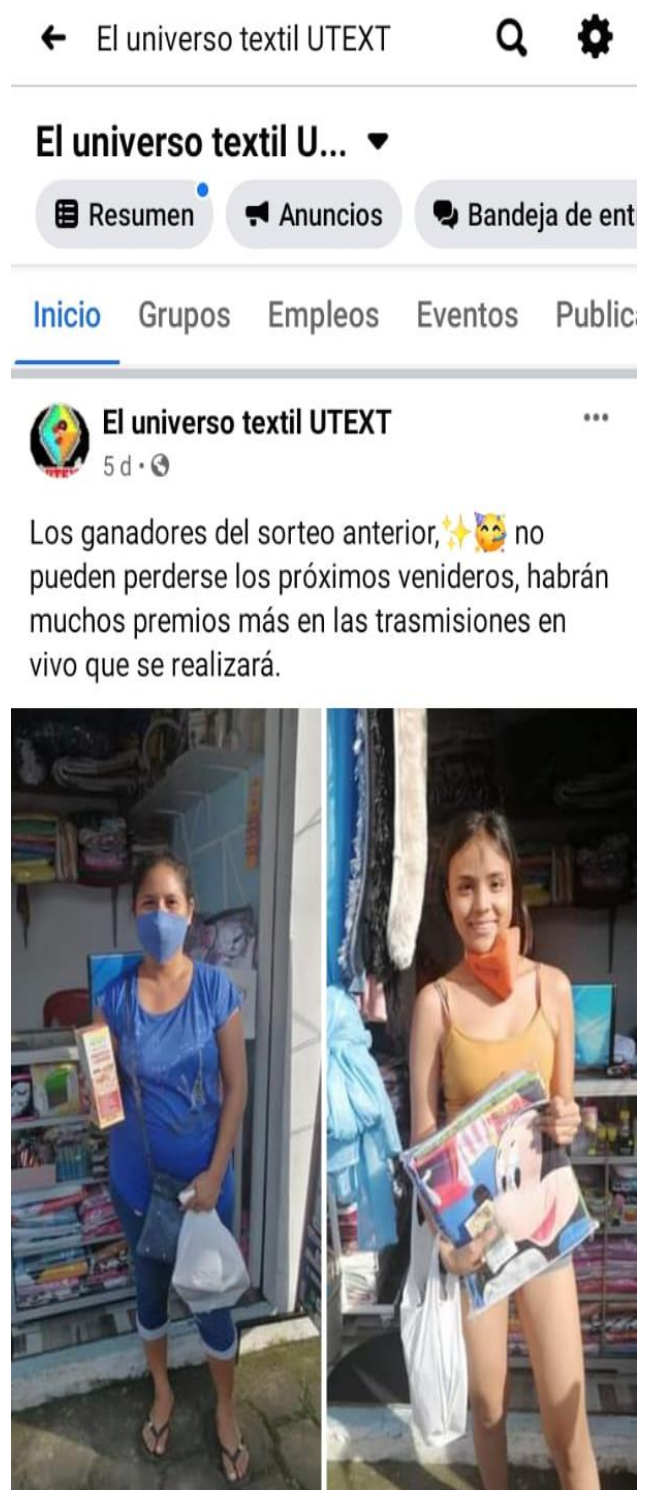 El universo textil UTEXT
El universo textil U...
Resumen
Anuncios
Bandeja de ent
Inicio
Grupos
Empleos
Eventos
Public
El universo textil UTEXT
5 d ·
Los ganadores del sorteo anterior,✨🥳 no
pueden perderse los próximos venideros, habrán
muchos premios más en las trasmisiones en
vivo que se realizará.